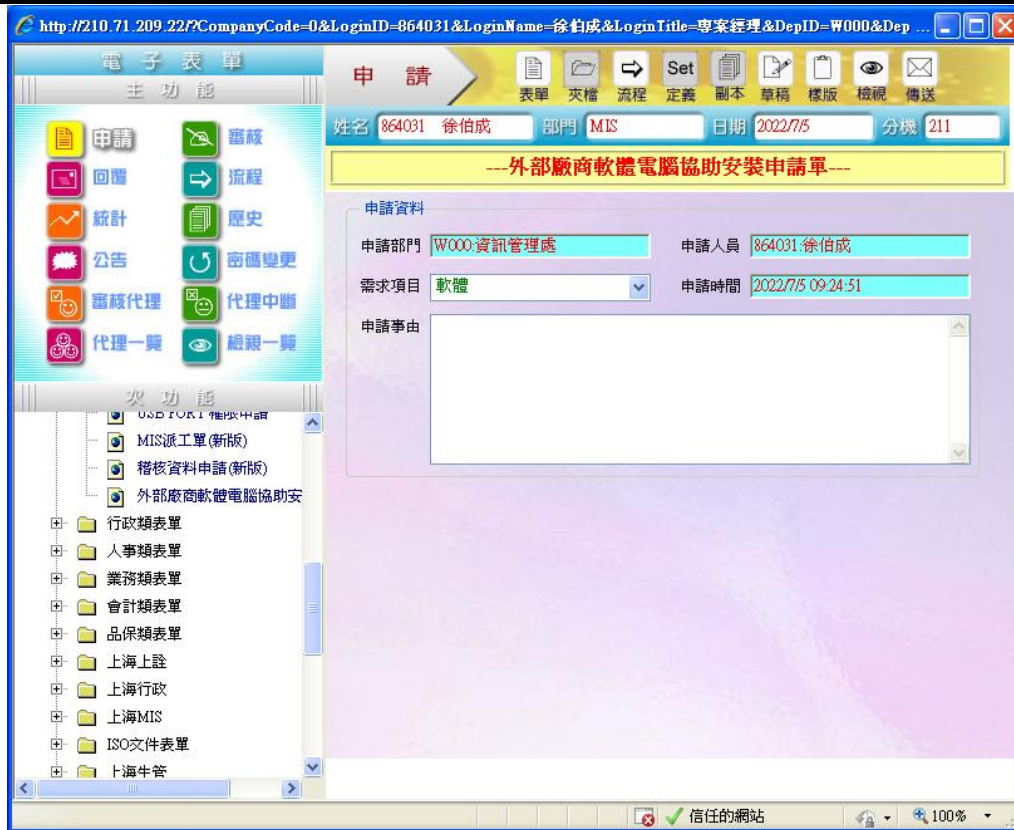 http://210.71.209.22/?CompanyCode=0&LoginID=864031&LoginName=徐伯成&LoginTitle=專案經理&DepID=W000&Dep ...
電 子 表 單
主 功 能
申請 審核
回覆 流程
統計 歷史
公告 密碼變更
審核代理 代理中斷
代理一覽 檢視一覽
次 功 能
USB PORT 權限申請
MIS派工單(新版)
稽核資料申請(新版)
外部廠商軟體電腦協助安
行政類表單
人事類表單
業務類表單
會計類表單
品保類表單
上海上詮
上海行政
上海MIS
ISO文件表單
上海生管
申 請
Set
表單 夾檔 流程 定義 副本 草稿 樣版 檢視 傳送
姓名 864031 徐伯成 部門 MIS 日期 2022/7/5 分機 211
---外部廠商軟體電腦協助安裝申請單---
申請資料
申請部門 W000:資訊管理處 申請人員 864031:徐伯成
需求項目 軟體 申請時間 2022/7/5 09:24:51
申請事由
信任的網站 100%